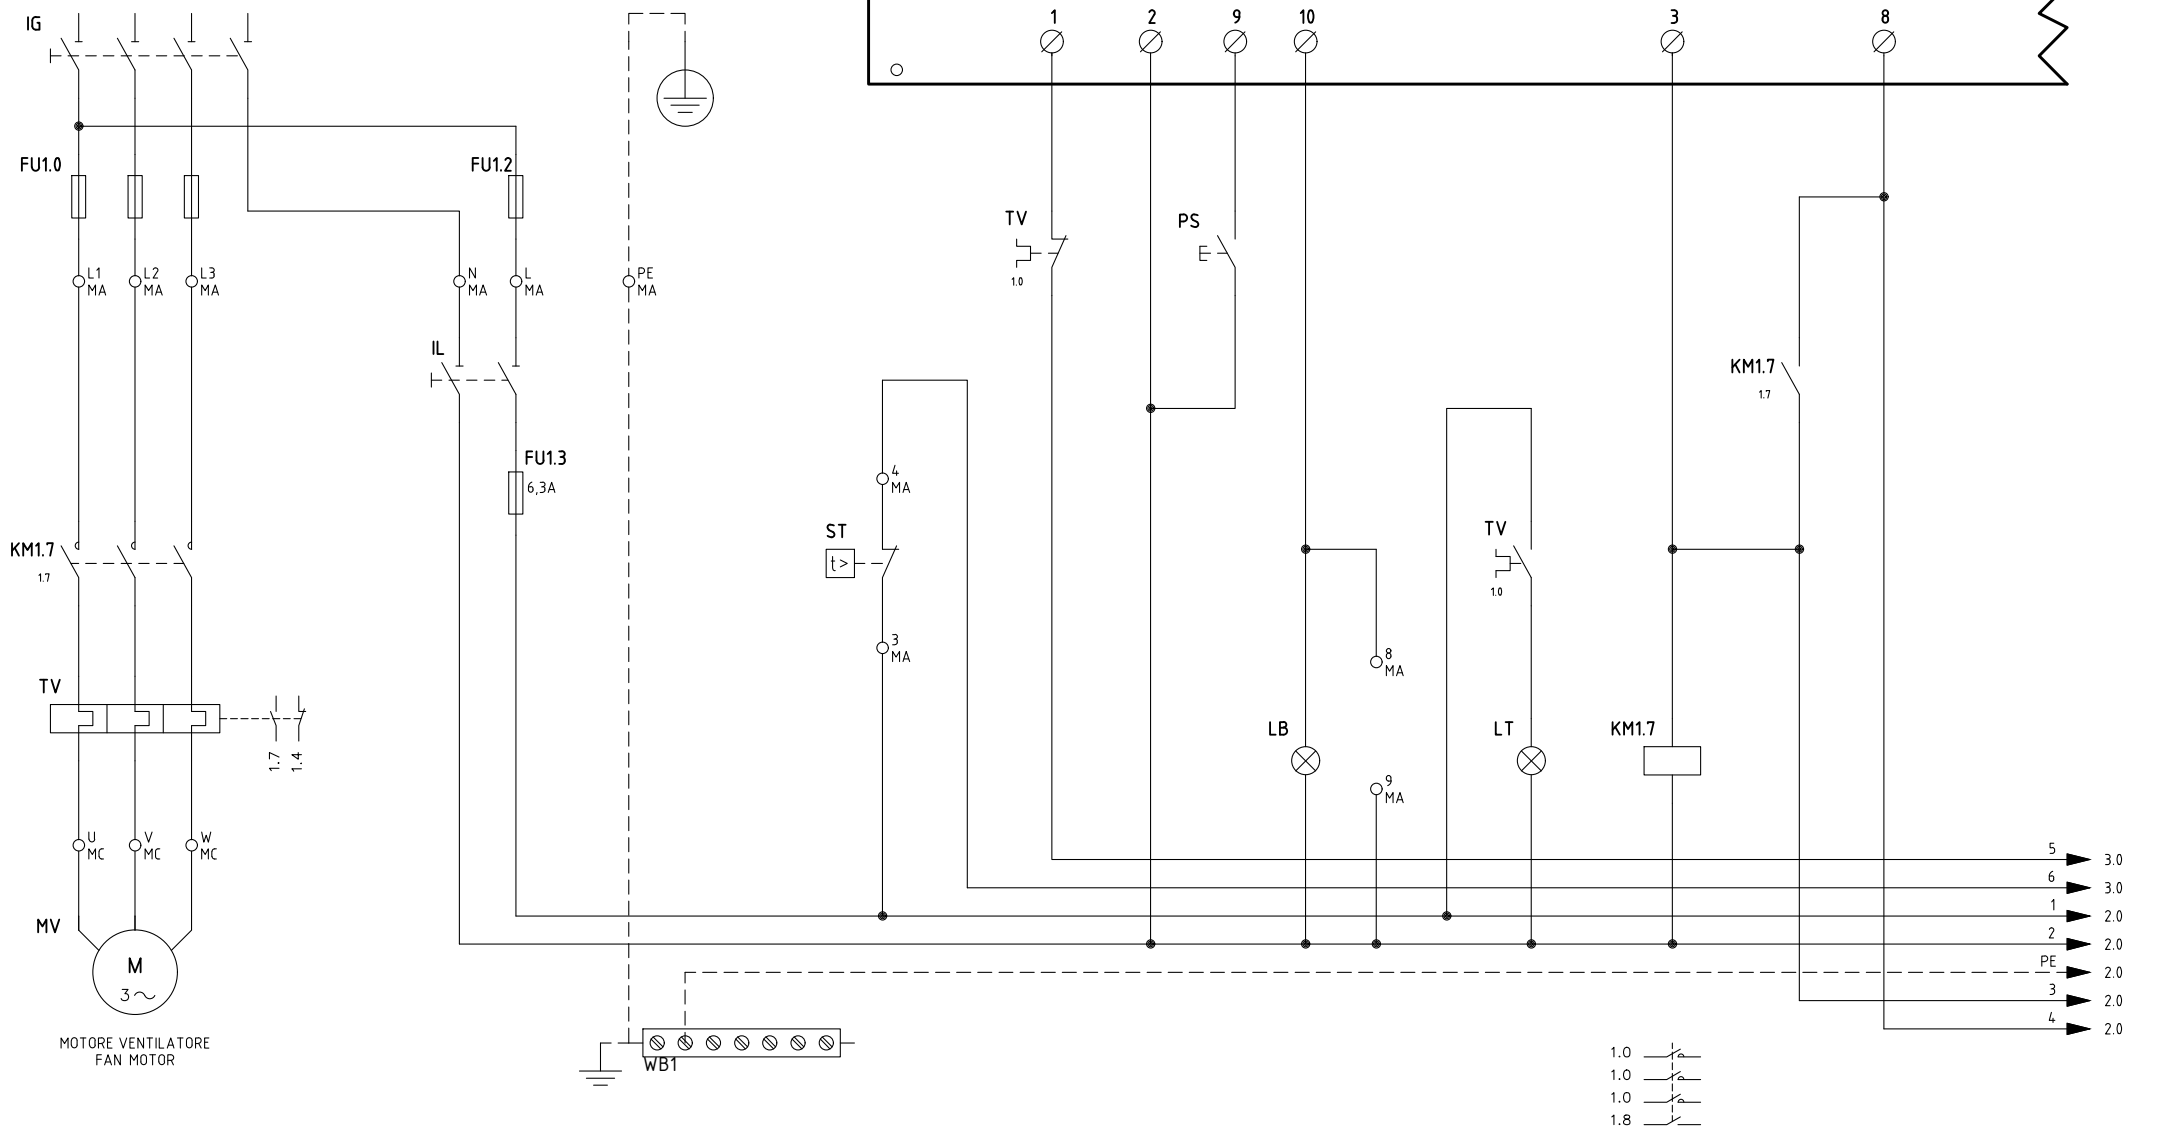 IG
1 2 9 10 3 8
FU1.0
FU1.2
TV
PS
1.0
L1
MA
L2
MA
L3
MA
N
MA
L
MA
PE
MA
IL
KM1.7
1.7
FU1.3
6,3A
4
MA
ST
t>
TV
1.0
KM1.7
1.7
3
MA
8
MA
TV
1.7
1.4
LB
LT
KM1.7
9
MA
U
MC
V
MC
W
MC
5 3.0
6 3.0
1 2.0
2 2.0
PE 2.0
3 2.0
4 2.0
MV
M
3~
MOTORE VENTILATORE
FAN MOTOR
WB1
1.0
1.0
1.0
1.8